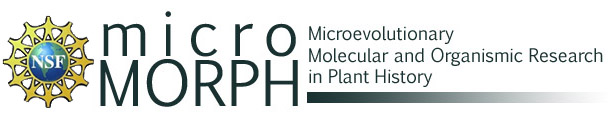 NSF
micro
MORPH
Microevolutionary
Molecular and Organismic Research
in Plant History